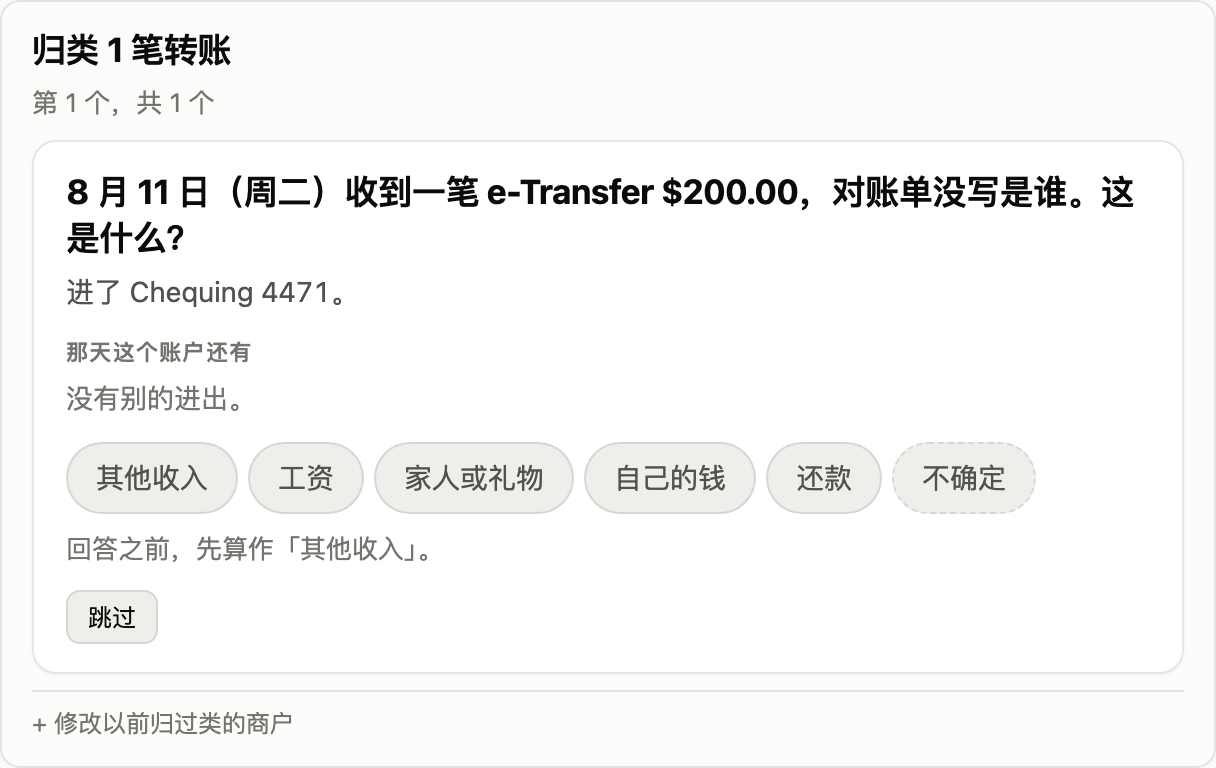 归类 1 笔转账
第 1 个，共 1 个
8 月 11 日（周二）收到一笔 e-Transfer $200.00，对账单没写是谁。这
是什么？
进了 Chequing 4471。
那天这个账户还有
没有别的进出。
其他收入 工资 家人或礼物 自己的钱 还款 不确定
回答之前，先算作「其他收入」。
跳过
+ 修改以前归过类的商户